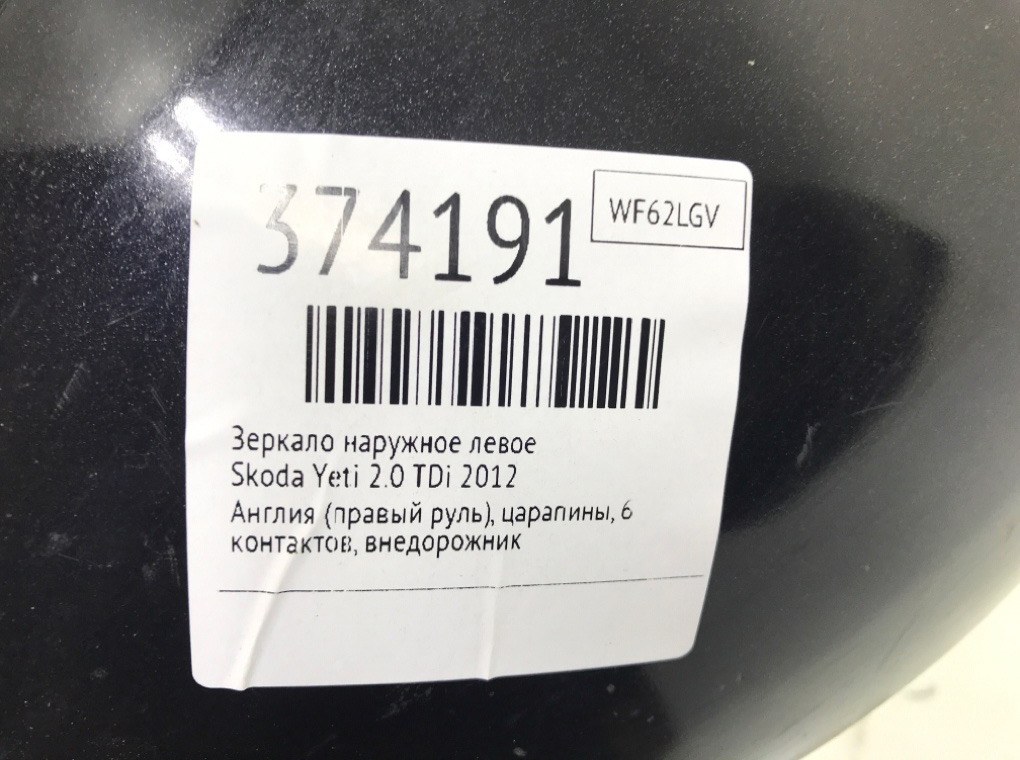 374191
WF62LGV
Зеркало наружное левое
Skoda Yeti 2.0 TDi 2012
Англия (правый руль), царапины, 6
контактов, внедорожник